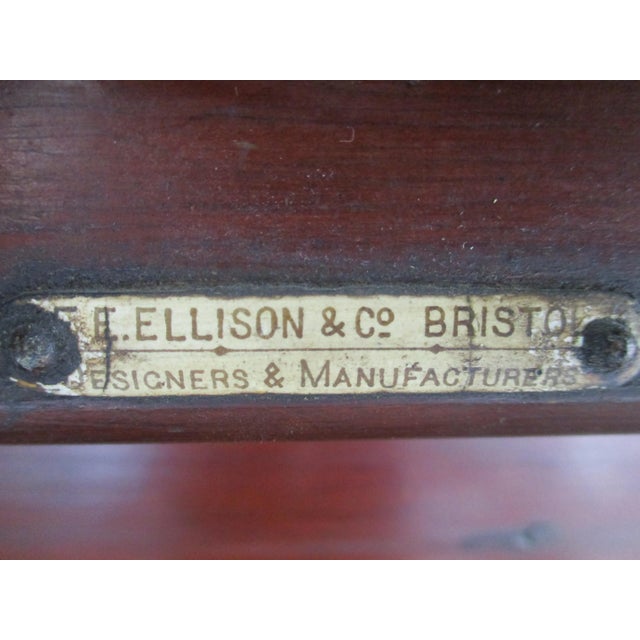 F.E.ELLISON & Cº BRISTOL
DESIGNERS & MANUFACTURERS